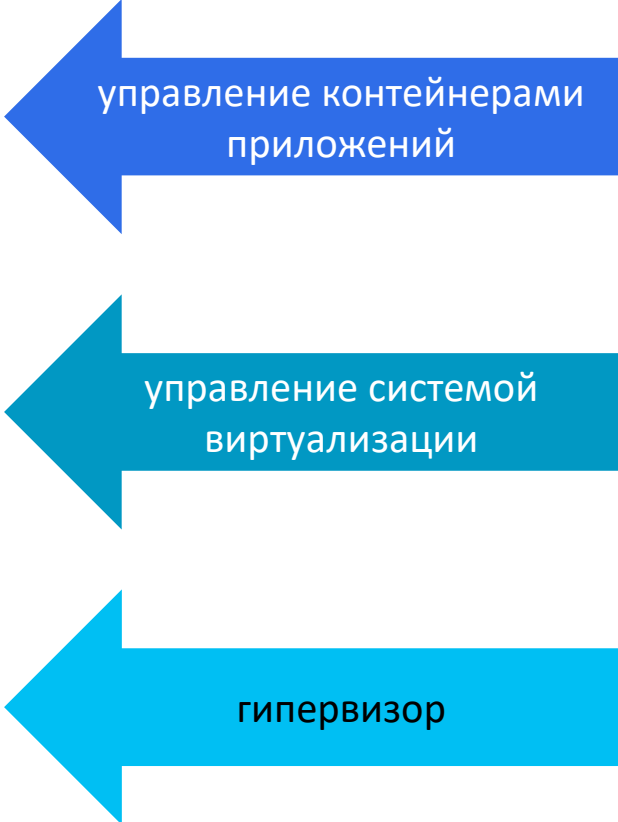 управление контейнерами
приложений
управление системой
виртуализации
гипервизор